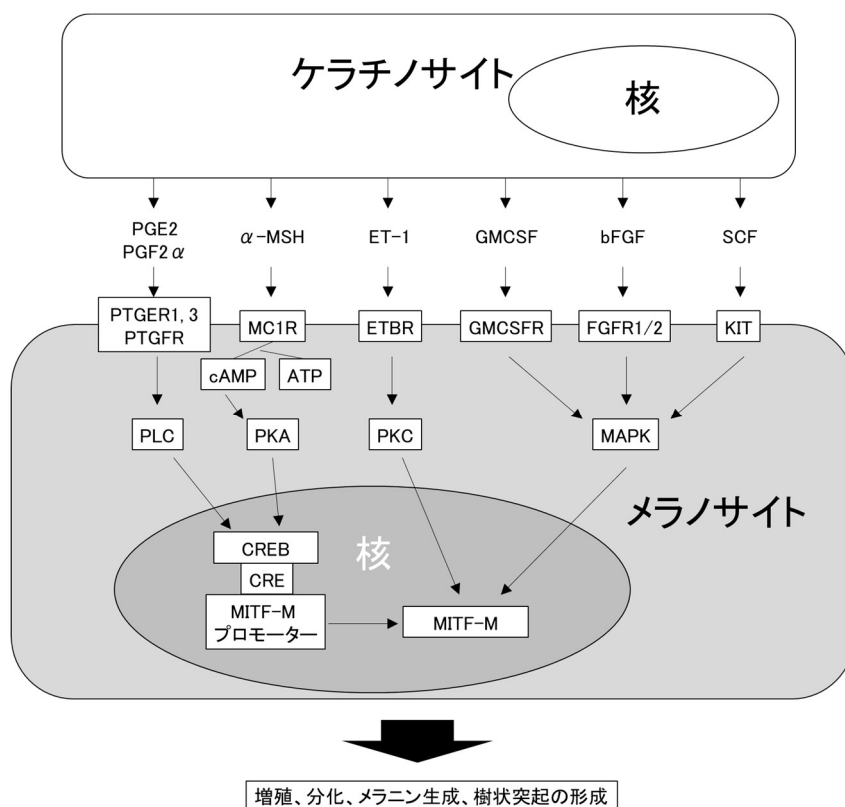 ケラチノサイト
核
PGE2
PGF2α
α-MSH
ET-1
GMCSF
bFGF
SCF
PTGER1, 3
PTGFR
MC1R
ETBR
GMCSFR
FGFR1/2
KIT
cAMP
ATP
PLC
PKA
PKC
MAPK
メラノサイト
核
CREB
CRE
MITF-M
プロモーター
MITF-M
増殖、分化、メラニン生成、樹状突起の形成